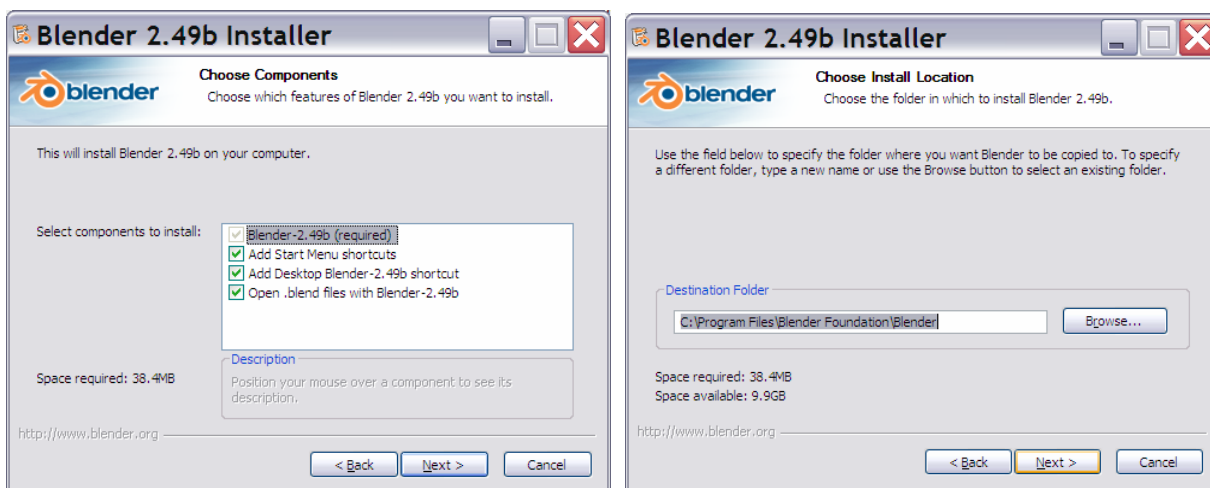 Blender 2.49b Installer
blender
Choose Components
Choose which features of Blender 2.49b you want to install.
This will install Blender 2.49b on your computer.
Select components to install:
Blender-2.49b (required)
Add Start Menu shortcuts
Add Desktop Blender-2.49b shortcut
Open .blend files with Blender-2.49b
Space required: 38.4MB
Description
Position your mouse over a component to see its
description.
http://www.blender.org
< Back
Next >
Cancel
Blender 2.49b Installer
blender
Choose Install Location
Choose the folder in which to install Blender 2.49b.
Use the field below to specify the folder where you want Blender to be copied to. To specify
a different folder, type a new name or use the Browse button to select an existing folder.
Destination Folder
C:\Program Files\Blender Foundation\Blender
Browse...
Space required: 38.4MB
Space available: 9.9GB
http://www.blender.org
< Back
Next >
Cancel